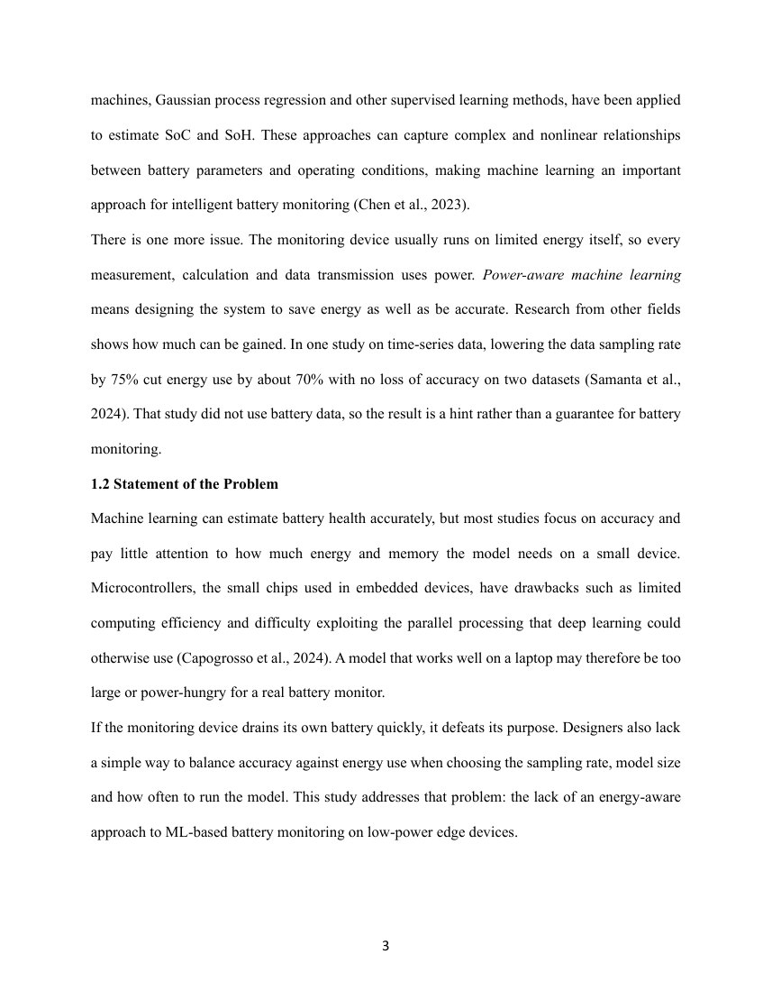 machines, Gaussian process regression and other supervised learning methods, have been applied
to estimate SoC and SoH. These approaches can capture complex and nonlinear relationships
between battery parameters and operating conditions, making machine learning an important
approach for intelligent battery monitoring (Chen et al., 2023).
There is one more issue. The monitoring device usually runs on limited energy itself, so every
measurement, calculation and data transmission uses power. Power-aware machine learning
means designing the system to save energy as well as be accurate. Research from other fields
shows how much can be gained. In one study on time-series data, lowering the data sampling rate
by 75% cut energy use by about 70% with no loss of accuracy on two datasets (Samanta et al.,
2024). That study did not use battery data, so the result is a hint rather than a guarantee for battery
monitoring.
1.2 Statement of the Problem
Machine learning can estimate battery health accurately, but most studies focus on accuracy and
pay little attention to how much energy and memory the model needs on a small device.
Microcontrollers, the small chips used in embedded devices, have drawbacks such as limited
computing efficiency and difficulty exploiting the parallel processing that deep learning could
otherwise use (Capogrosso et al., 2024). A model that works well on a laptop may therefore be too
large or power-hungry for a real battery monitor.
If the monitoring device drains its own battery quickly, it defeats its purpose. Designers also lack
a simple way to balance accuracy against energy use when choosing the sampling rate, model size
and how often to run the model. This study addresses that problem: the lack of an energy-aware
approach to ML-based battery monitoring on low-power edge devices.
3